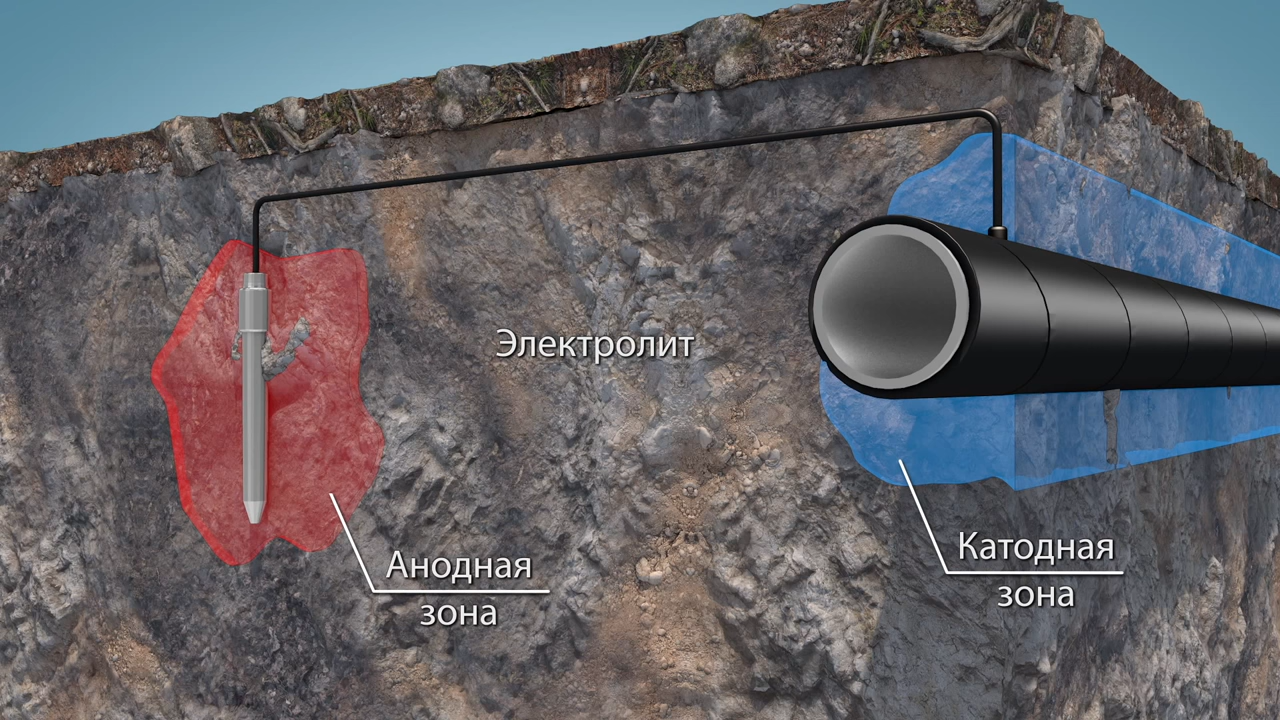 Электролит
Анодная
зона
Катодная
зона